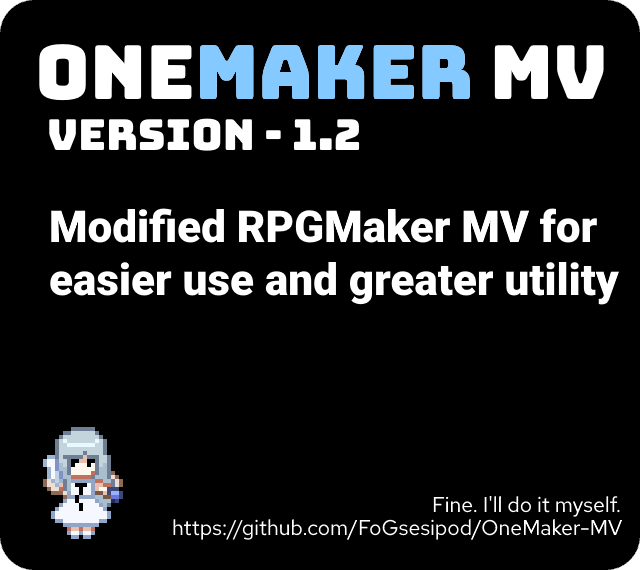 ONEMAKER MV
VERSION - 1.2
Modified RPGMaker MV for
easier use and greater utility
Fine. I'll do it myself.
https://github.com/FoGsesipod/OneMaker-MV